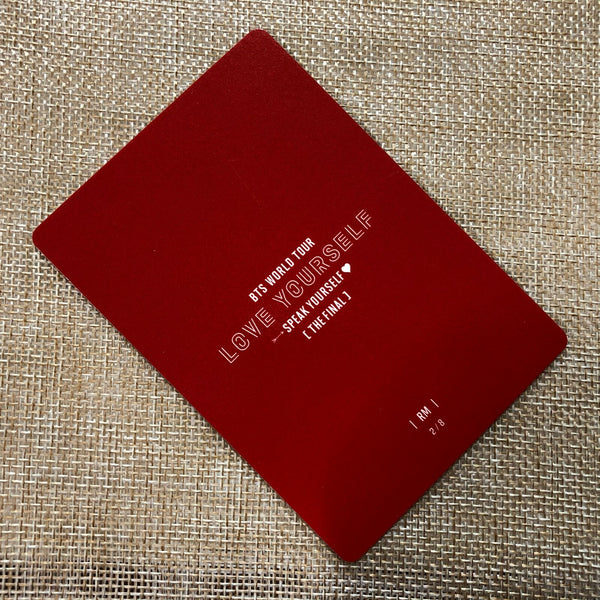 BTS WORLD TOUR
LOVE YOURSELF
SPEAK YOURSELF♥
[ THE FINAL ]
| RM |
2/8